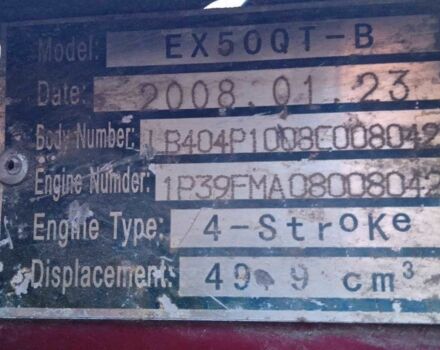 Model: EX50QT-B
Date: 2008.01.23
Body Number: LB404P1008C008042
Engine Numder: 1P39FMA08008042
Engine Type: 4-Stroke
Displacement: 49.9 cm³